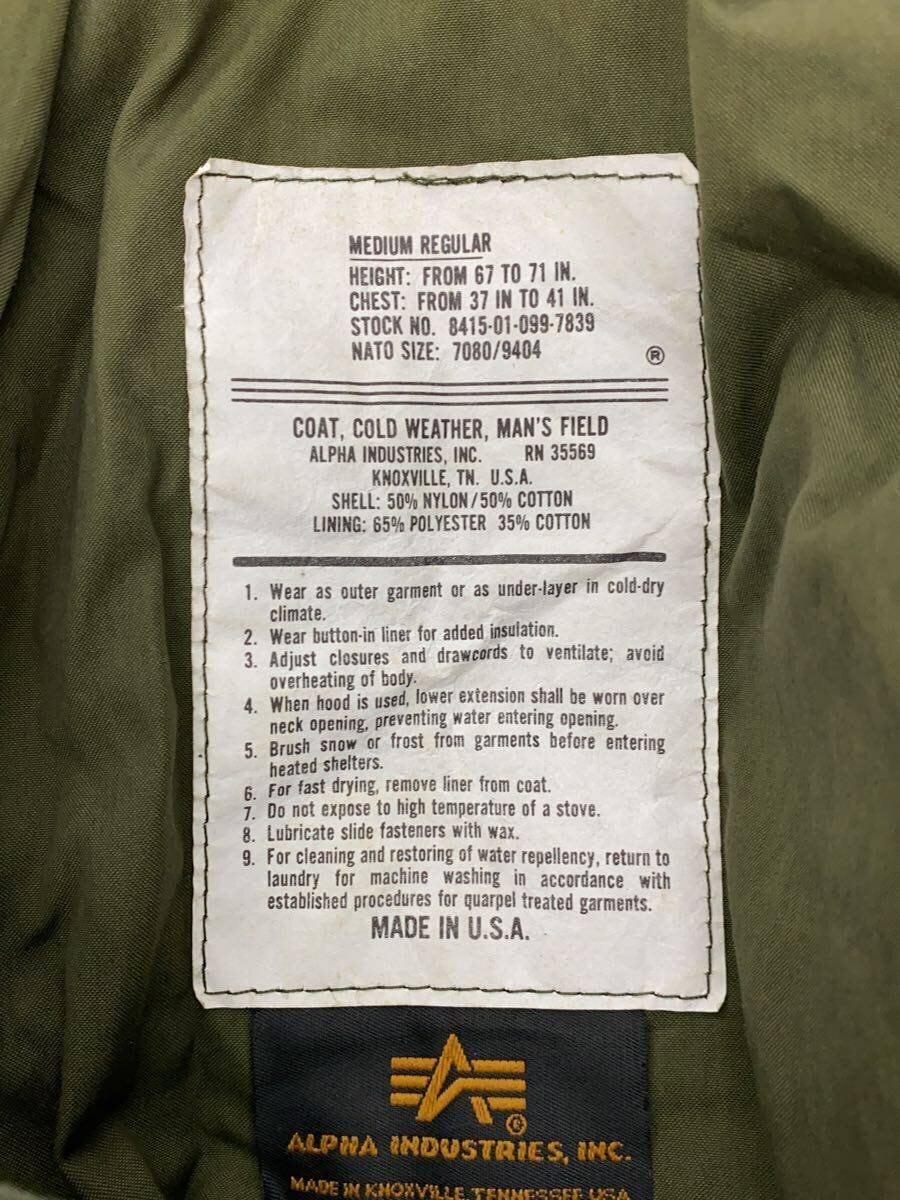 MEDIUM REGULAR
HEIGHT: FROM 67 TO 71 IN.
CHEST: FROM 37 IN TO 41 IN.
STOCK NO. 8415-01-099-7839
NATO SIZE: 7080/9404 ®
COAT, COLD WEATHER, MAN'S FIELD
ALPHA INDUSTRIES, INC. RN 35569
KNOXVILLE, TN. U.S.A.
SHELL: 50% NYLON/50% COTTON
LINING: 65% POLYESTER 35% COTTON
1. Wear as outer garment or as under-layer in cold-dry
climate.
2. Wear button-in liner for added insulation.
3. Adjust closures and drawcords to ventilate; avoid
overheating of body.
4. When hood is used, lower extension shall be worn over
neck opening, preventing water entering opening.
5. Brush snow or frost from garments before entering
heated shelters.
6. For fast drying, remove liner from coat.
7. Do not expose to high temperature of a stove.
8. Lubricate slide fasteners with wax.
9. For cleaning and restoring of water repellency, return to
laundry for machine washing in accordance with
established procedures for quarpel treated garments.
MADE IN U.S.A.
®
ALPHA INDUSTRIES, INC.
MADE IN KNOXVILLE, TENNESSEE USA